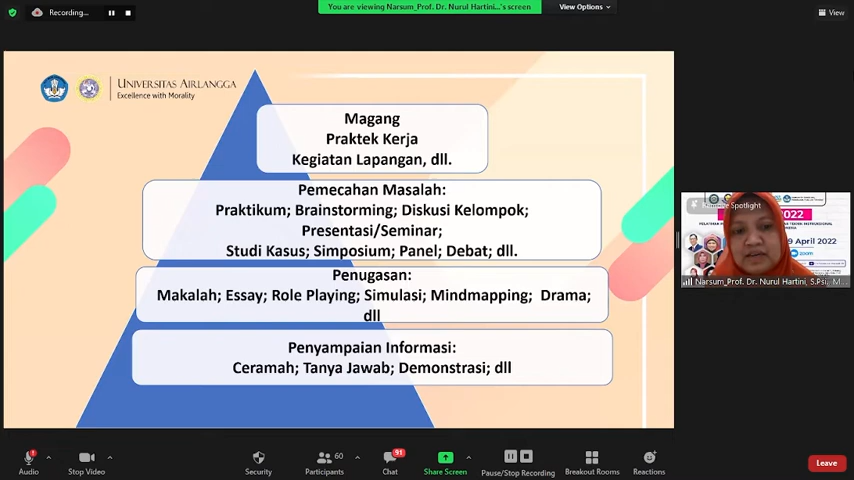 Recording...
You are viewing Narsum_Prof. Dr. Nurul Hartini...'s screen
View Options
View
UNIVERSITAS AIRLANGGA
Excellence with Morality
Magang
Praktek Kerja
Kegiatan Lapangan, dll.
Pemecahan Masalah:
Praktikum; Brainstorming; Diskusi Kelompok;
Presentasi/Seminar;
Studi Kasus; Simposium; Panel; Debat; dll.
Penugasan:
Makalah; Essay; Role Playing; Simulasi; Mindmapping; Drama;
dll
Penyampaian Informasi:
Ceramah; Tanya Jawab; Demonstrasi; dll
Spotlight
2022
9 April 2022
zoom
Narsum_Prof. Dr. Nurul Hartini, S.Psi, M...
1
Audio
Stop Video
Security
60
Participants
91
Chat
Share Screen
Pause/Stop Recording
Breakout Rooms
Reactions
Leave